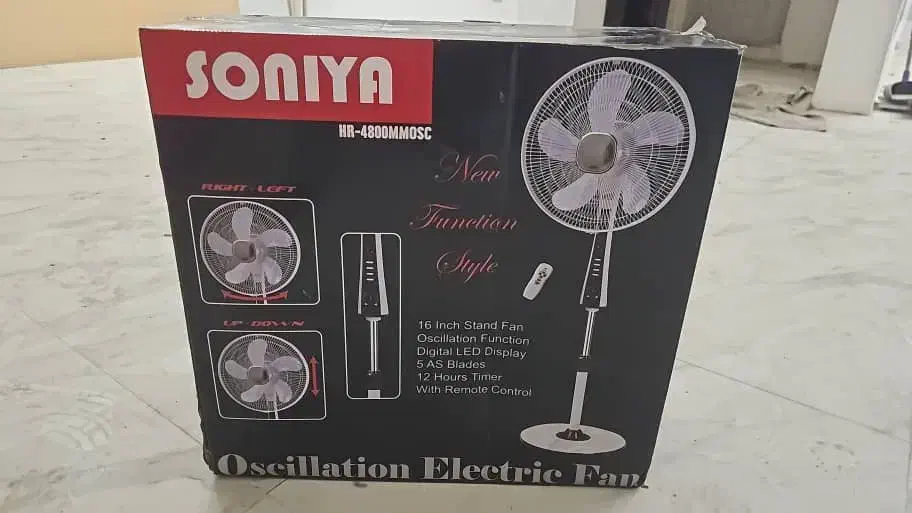 SONIYA
HR-4800MMOSC
New
Function
Style
RIGHT - LEFT
UP - DOWN
16 Inch Stand Fan
Oscillation Function
Digital LED Display
5 AS Blades
12 Hours Timer
With Remote Control
Oscillation Electric Fan